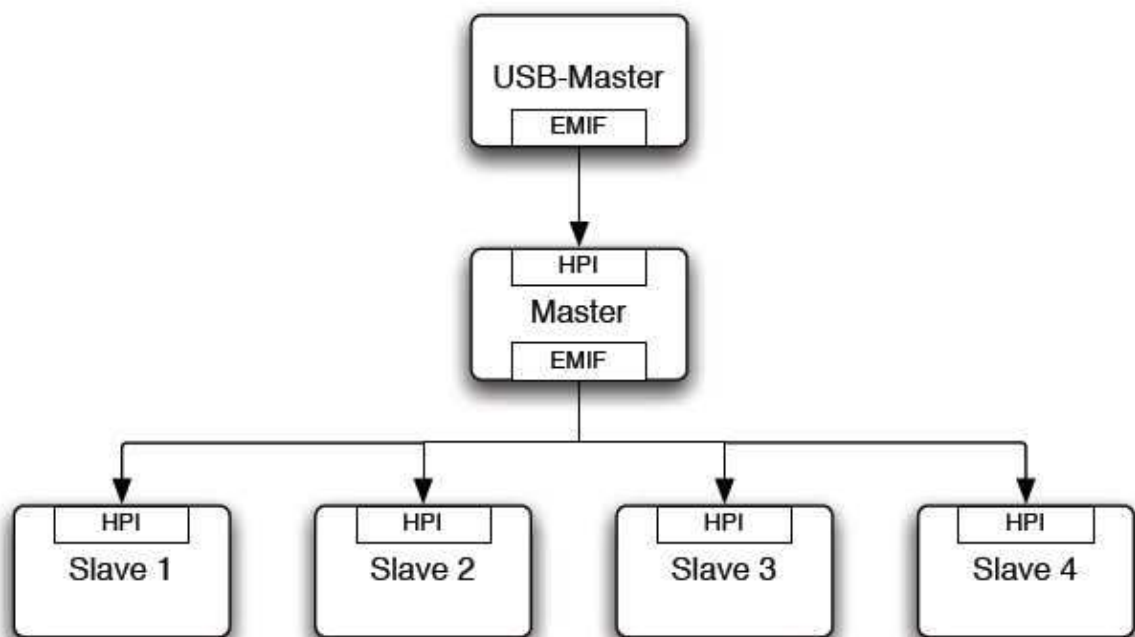 USB-Master
EMIF
HPI
Master
EMIF
HPI HPI HPI HPI
Slave 1 Slave 2 Slave 3 Slave 4